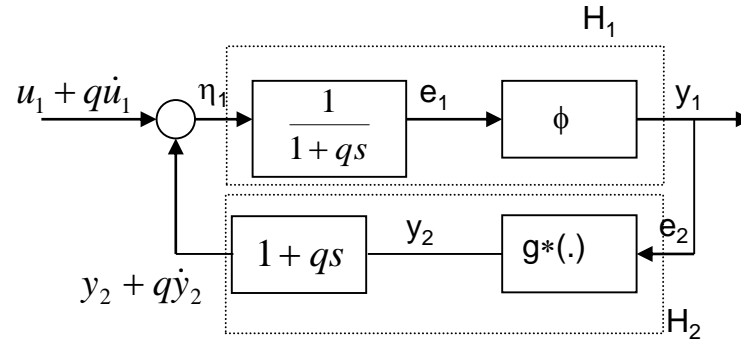 H₁
u₁ + qu̇₁
η₁
1
1 + qs
e₁
ϕ
y₁
y₂ + qẏ₂
1 + qs
y₂
g*(.)
e₂
H₂